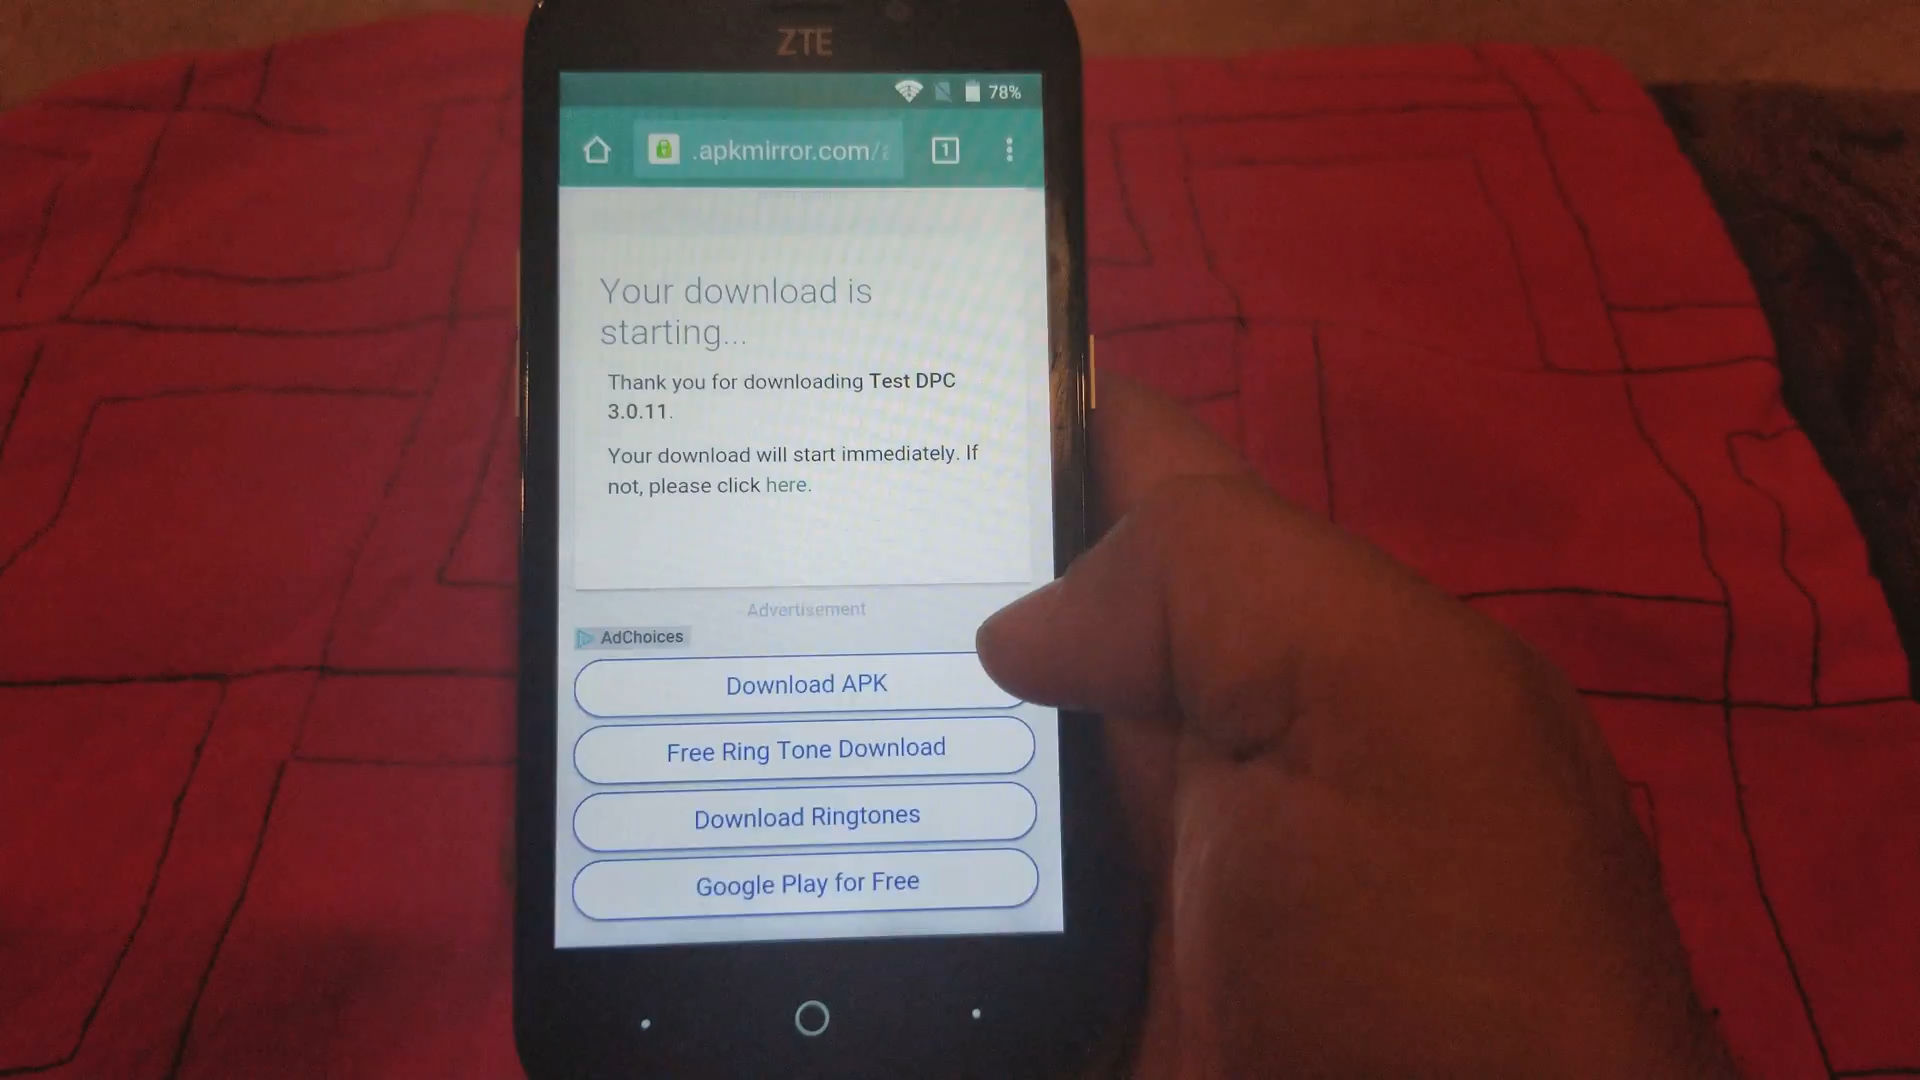 ZTE
78%
.apkmirror.com/a
1
Your download is
starting...
Thank you for downloading Test DPC
3.0.11.
Your download will start immediately. If
not, please click here.
Advertisement
AdChoices
Download APK
Free Ring Tone Download
Download Ringtones
Google Play for Free